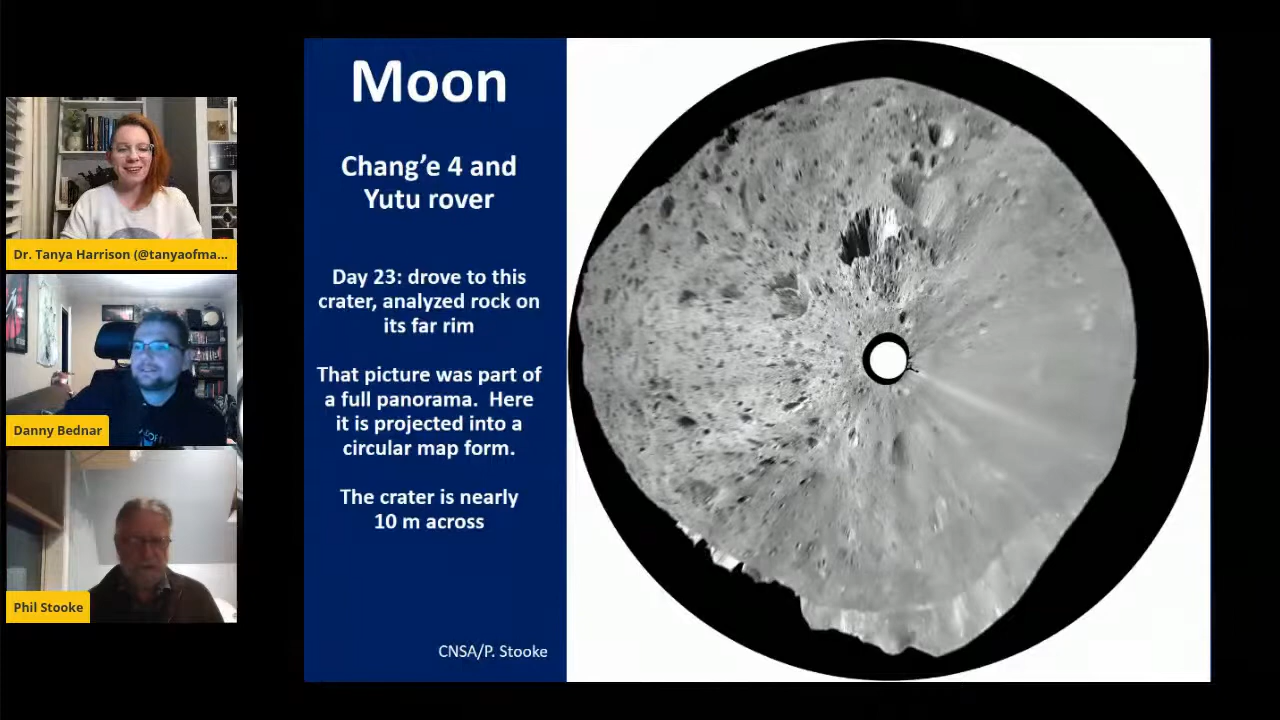 Moon
Chang’e 4 and
Yutu rover
Day 23: drove to this
crater, analyzed rock on
its far rim
That picture was part of
a full panorama. Here
it is projected into a
circular map form.
The crater is nearly
10 m across
CNSA/P. Stooke
Dr. Tanya Harrison (@tanyaofma...
Danny Bednar
Phil Stooke